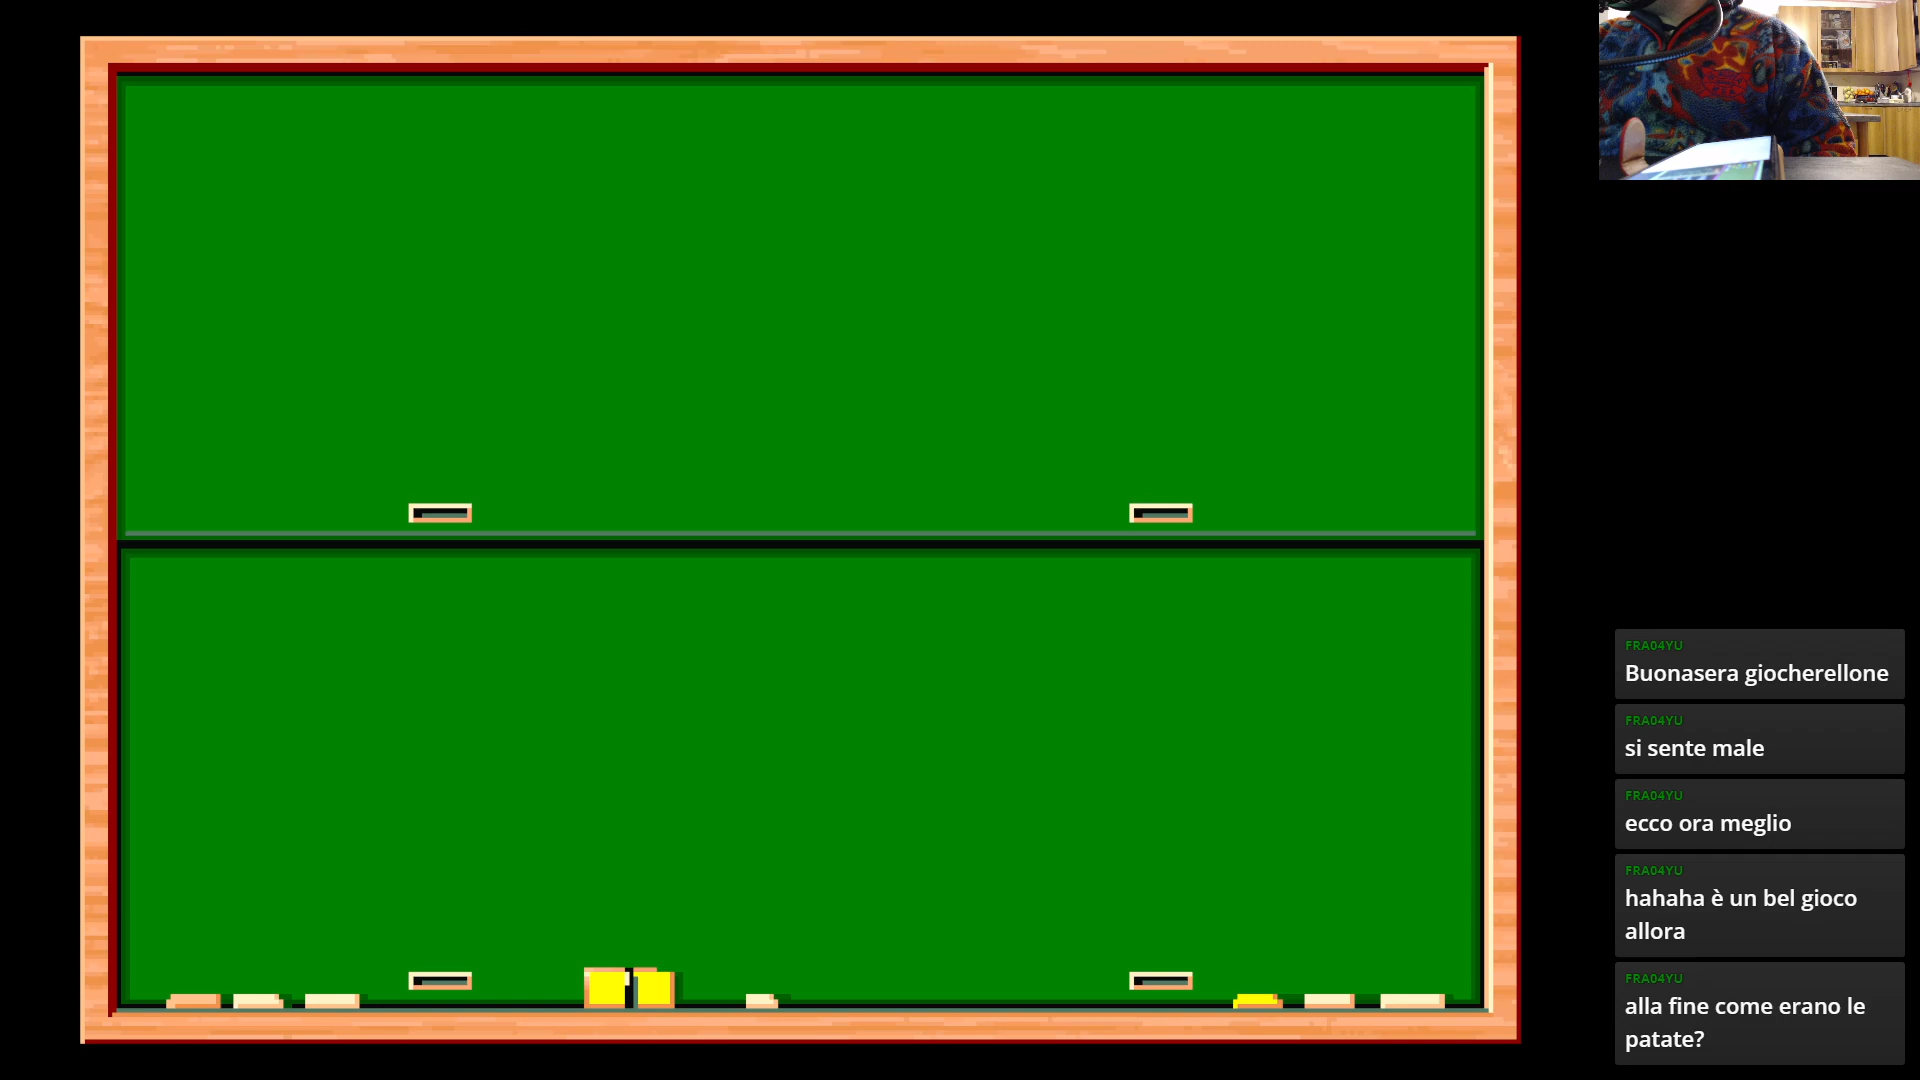 FRA04YU
Buonasera giocherellone
FRA04YU
si sente male
FRA04YU
ecco ora meglio
FRA04YU
hahaha è un bel gioco
allora
FRA04YU
alla fine come erano le
patate?